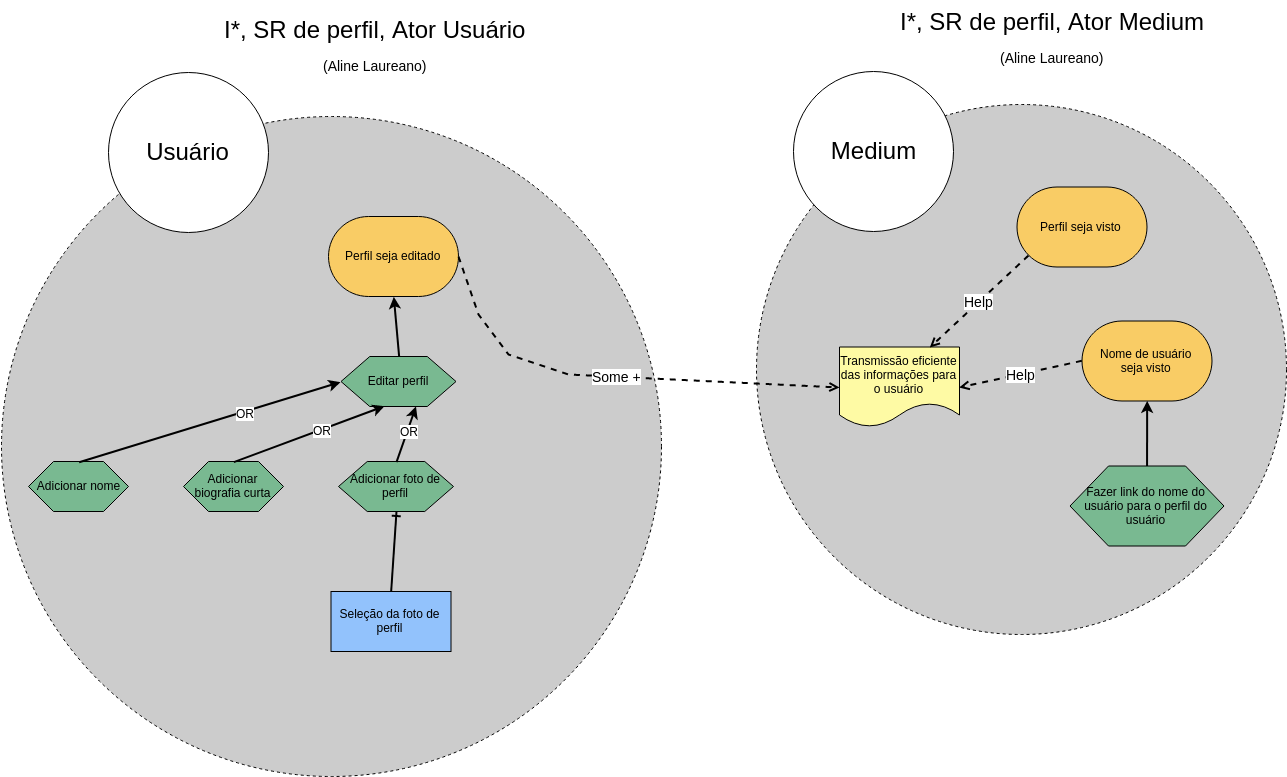 I*, SR de perfil, Ator Usuário
(Aline Laureano)
Usuário
Perfil seja editado
Editar perfil
OR
OR
OR
Adicionar nome
Adicionar
biografia curta
Adicionar foto de
perfil
Seleção da foto de
perfil
Some +
I*, SR de perfil, Ator Medium
(Aline Laureano)
Medium
Perfil seja visto
Help
Transmissão eficiente
das informações para
o usuário
Help
Nome de usuário
seja visto
Fazer link do nome do
usuário para o perfil do
usuário